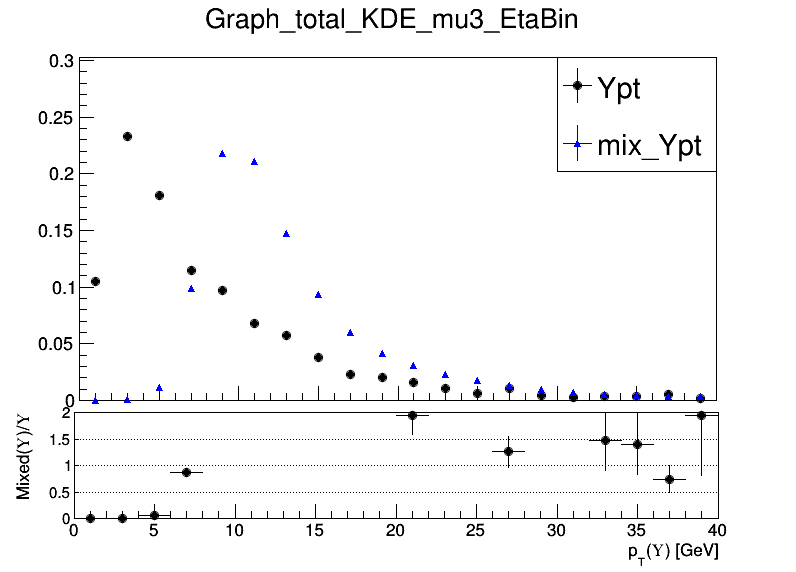 Graph_total_KDE_mu3_EtaBin
0.3
0.25
0.2
0.15
0.1
0.05
0
Ypt
mix_Ypt
Mixed(Y)/Y
2
1.5
1
0.5
0
0 5 10 15 20 25 30 35 40
p_T(Y) [GeV]